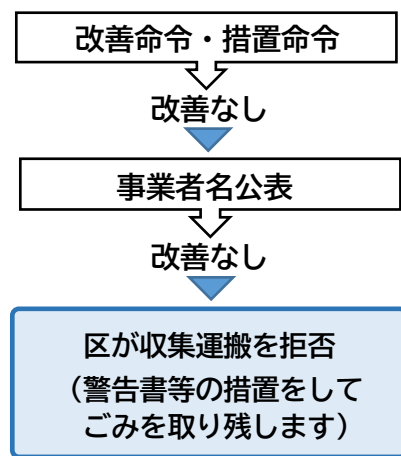 改善命令・措置命令
改善なし
事業者名公表
改善なし
区が収集運搬を拒否
（警告書等の措置をして
ごみを取り残します）